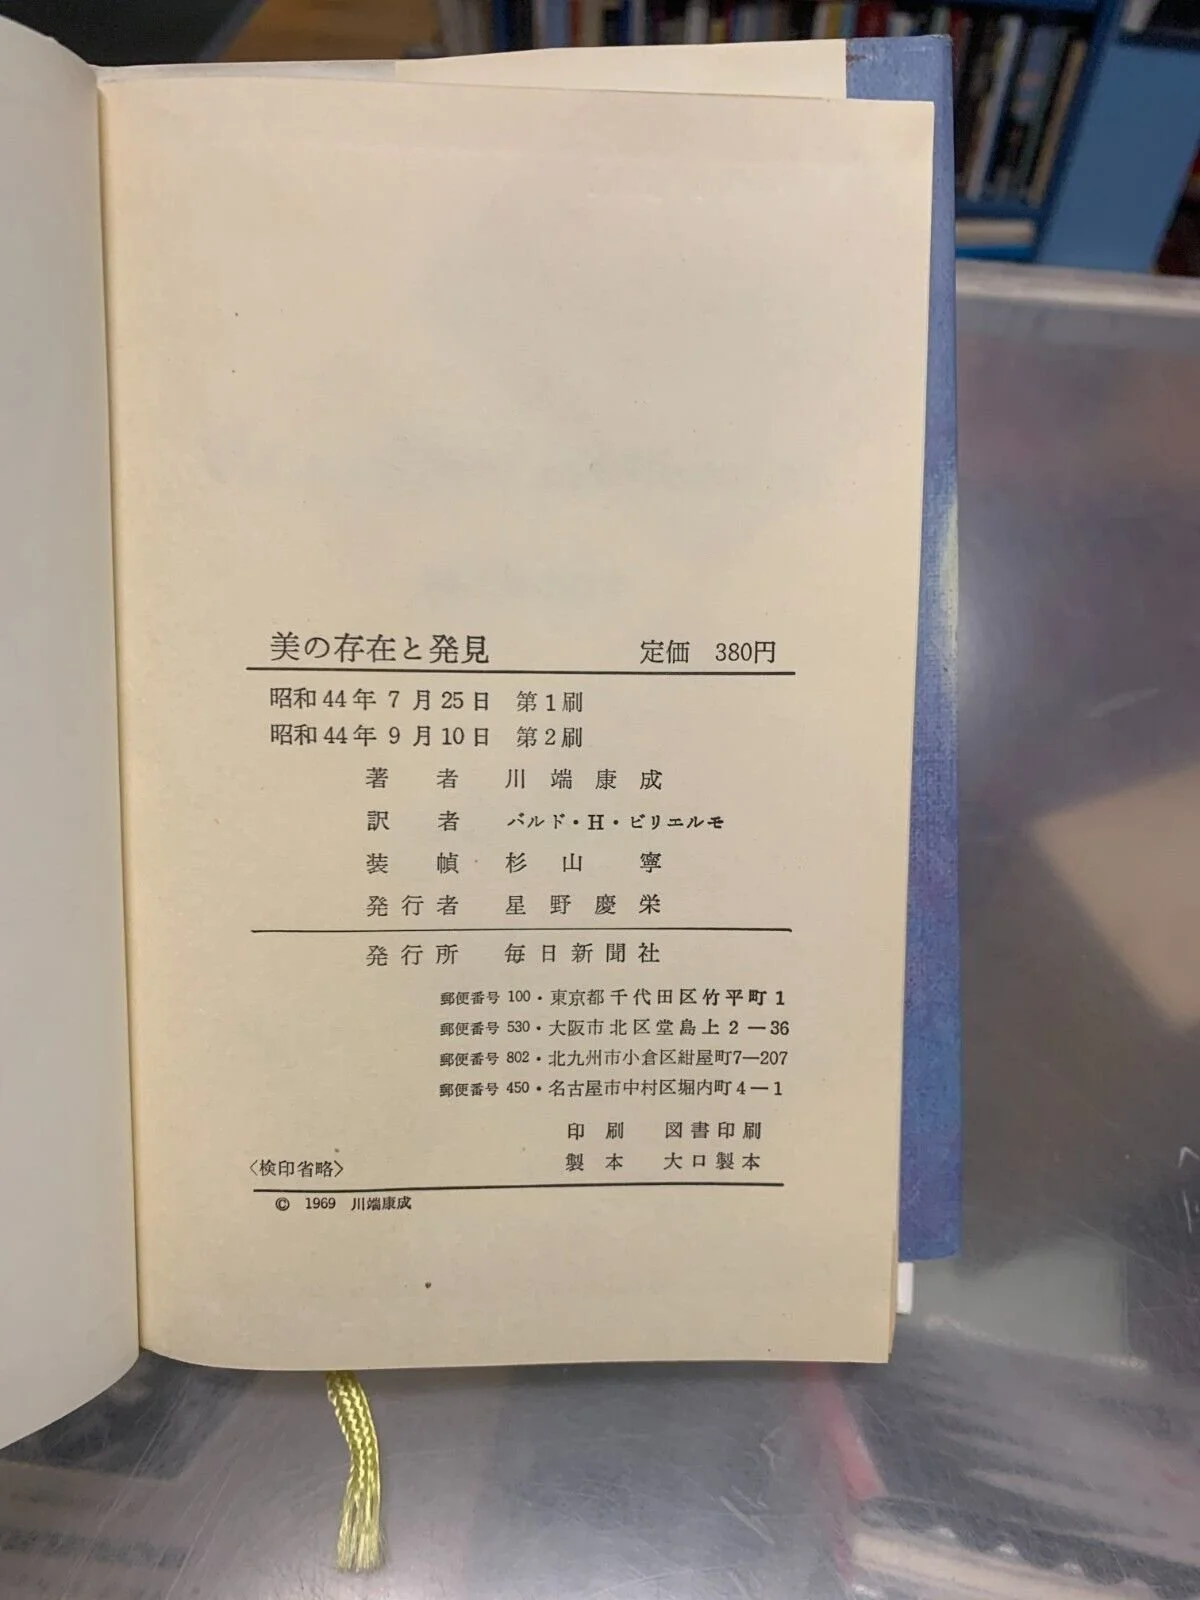 美の存在と発見 定価 380円
昭和44年7月25日 第1刷
昭和44年9月10日 第2刷
著者 川端康成
訳者 バルド・H・ビリエルモ
装幀 杉山寧
発行者 星野慶栄
発行所 毎日新聞社
郵便番号 100・東京都千代田区竹平町1
郵便番号 530・大阪市北区堂島上2―36
郵便番号 802・北九州市小倉区紺屋町7―207
郵便番号 450・名古屋市中村区堀内町4―1
印刷 図書印刷
製本 大口製本
〈検印省略〉
© 1969 川端康成